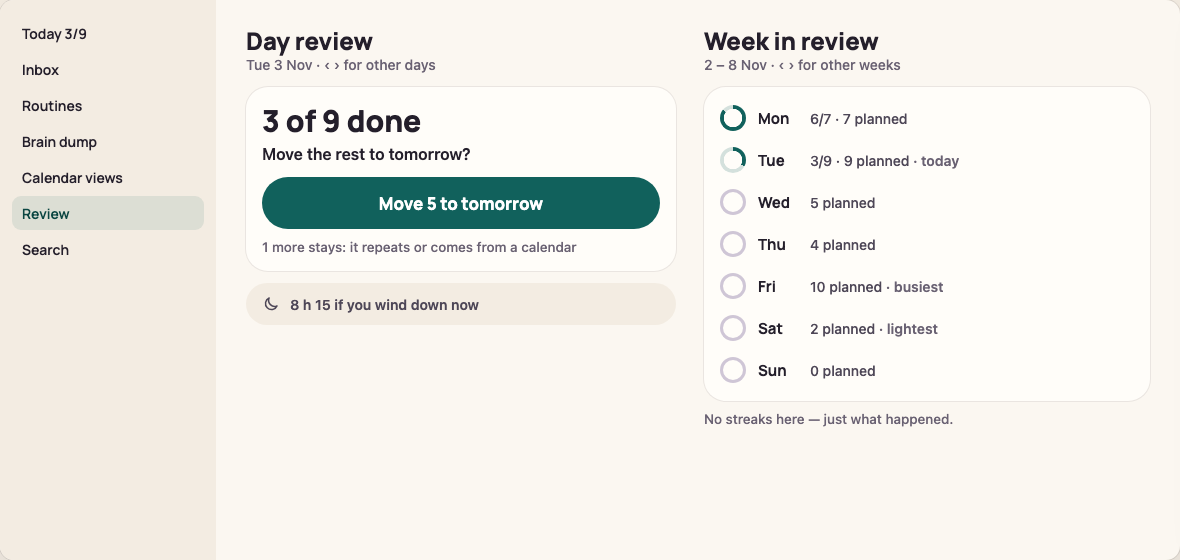 Today 3/9
Inbox
Routines
Brain dump
Calendar views
Review
Search
Day review
Tue 3 Nov · ‹ › for other days
3 of 9 done
Move the rest to tomorrow?
Move 5 to tomorrow
1 more stays: it repeats or comes from a calendar
8 h 15 if you wind down now
Week in review
2 – 8 Nov · ‹ › for other weeks
Mon 6/7 · 7 planned
Tue 3/9 · 9 planned · today
Wed 5 planned
Thu 4 planned
Fri 10 planned · busiest
Sat 2 planned · lightest
Sun 0 planned
No streaks here — just what happened.